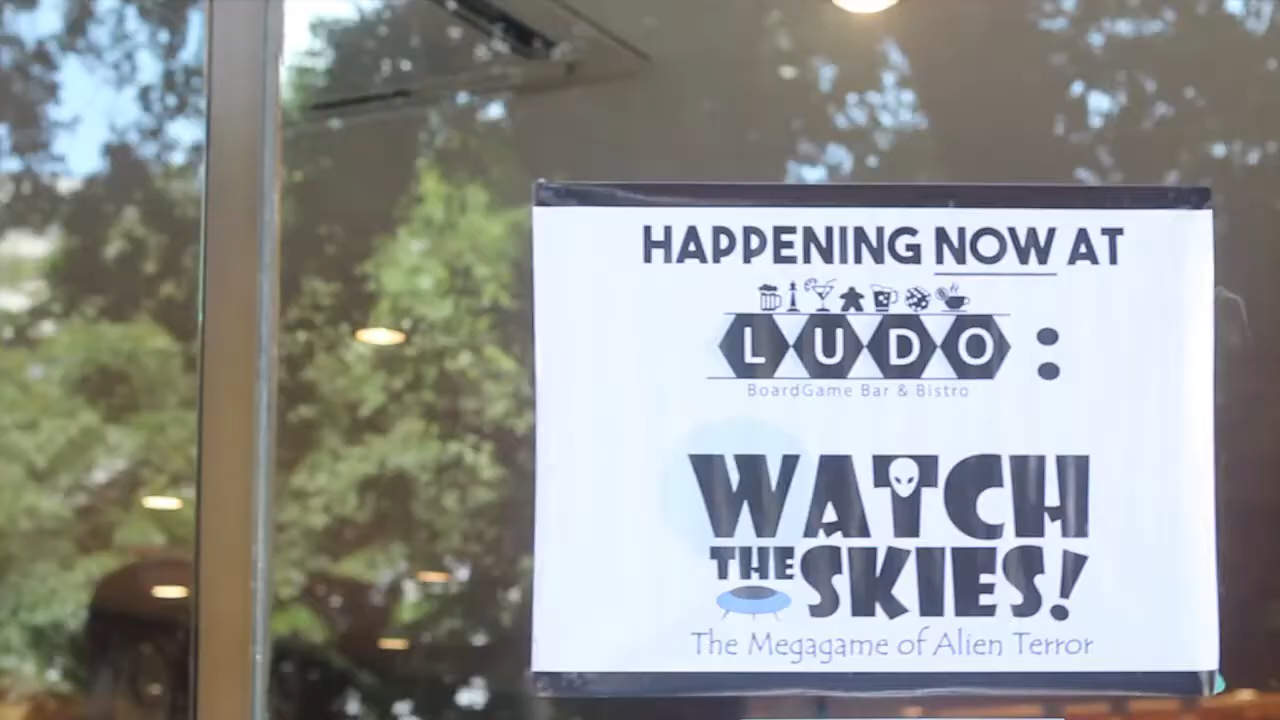 HAPPENING NOW AT
LUDO:
BoardGame Bar & Bistro
WATCH
THE SKIES!
The Megagame of Alien Terror